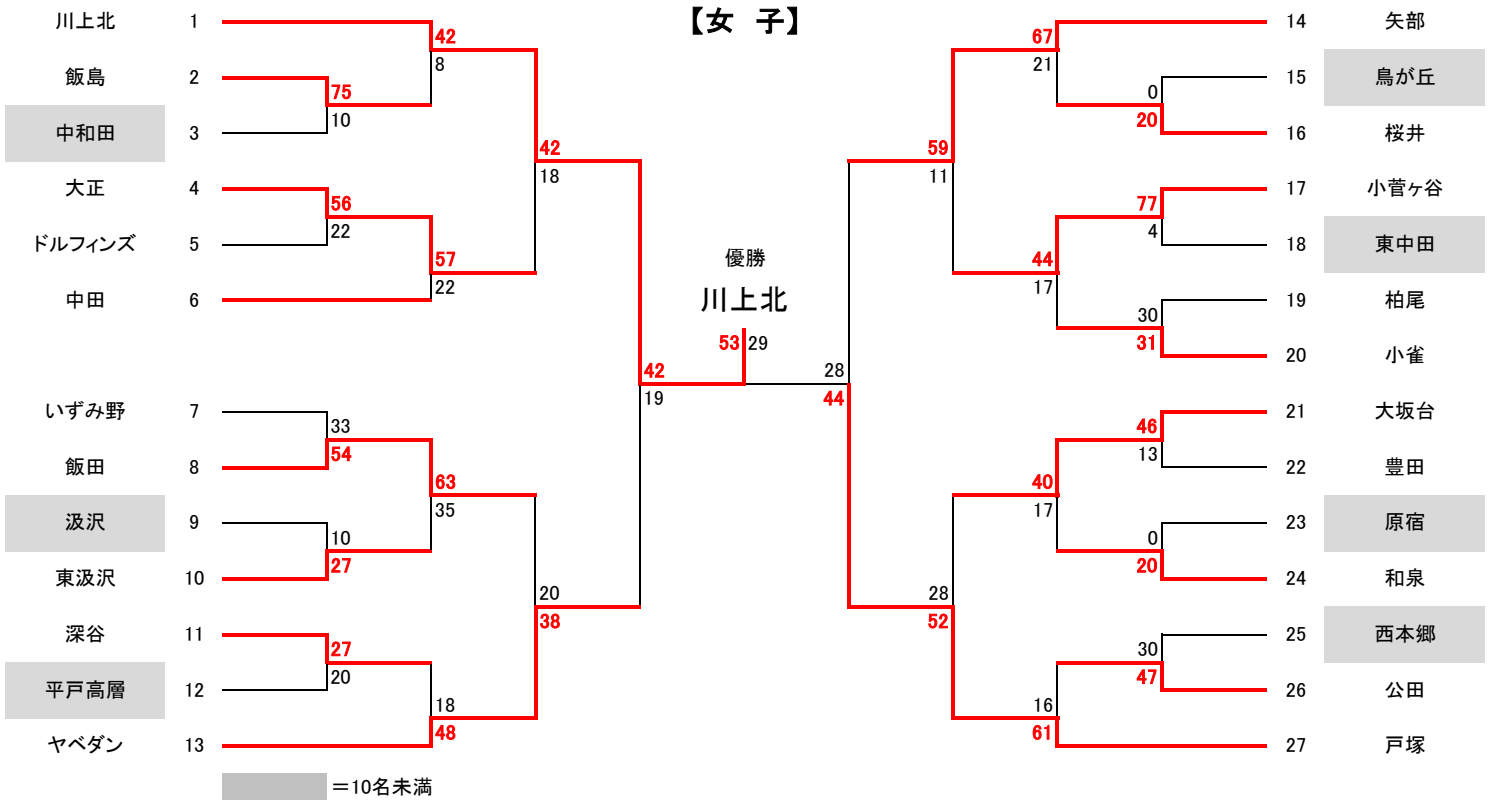 【女 子】
川上北 1
飯島 2
中和田 3
大正 4
ドルフィンズ 5
中田 6
いずみ野 7
飯田 8
汲沢 9
東汲沢 10
深谷 11
平戸高層 12
ヤベダン 13
42
8
75
10
42
18
56
22
57
22
42
19
33
54
63
35
10
27
20
38
27
20
18
48
優勝
川上北
53 29
14 矢部
15 鳥が丘
16 桜井
17 小菅ヶ谷
18 東中田
19 柏尾
20 小雀
21 大坂台
22 豊田
23 原宿
24 和泉
25 西本郷
26 公田
27 戸塚
67
21
0
20
59
11
77
4
44
17
30
31
28
44
46
13
40
17
0
20
28
52
30
47
16
61
＝10名未満